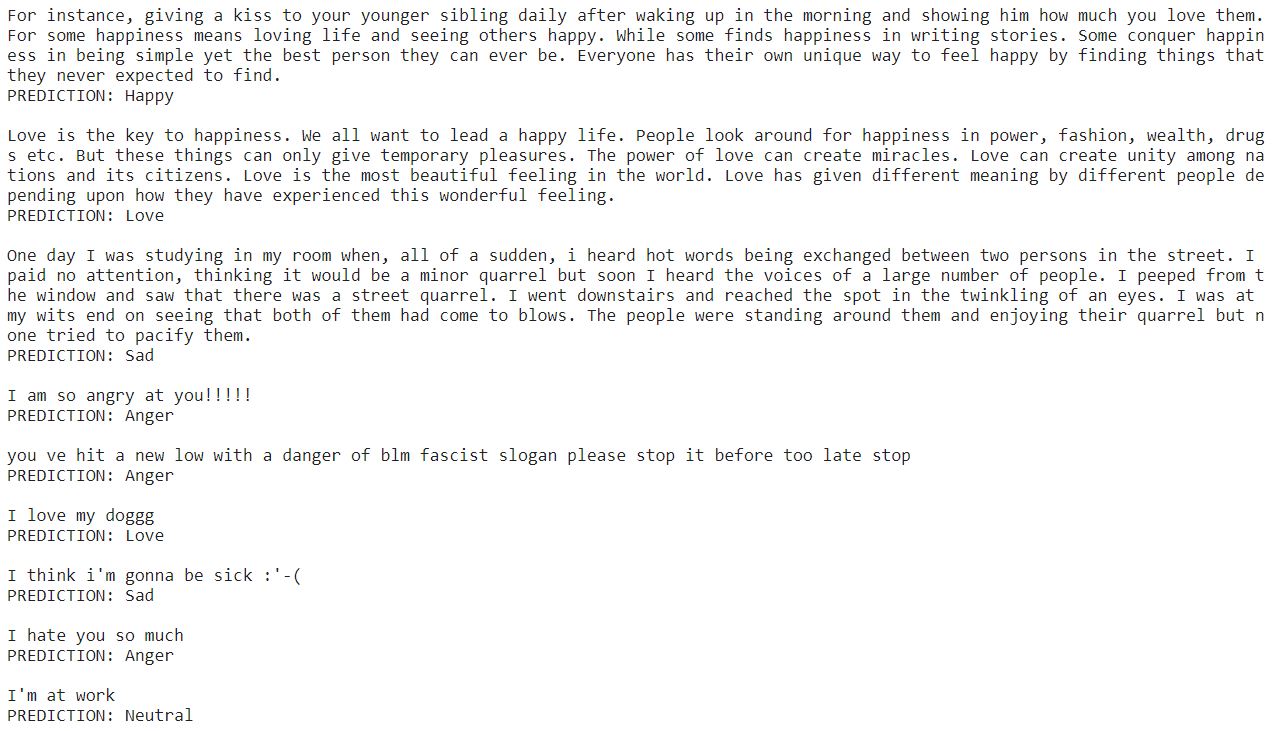 For instance, giving a kiss to your younger sibling daily after waking up in the morning and showing him how much you love them.
For some happiness means loving life and seeing others happy. While some finds happiness in writing stories. Some conquer happin
ess in being simple yet the best person they can ever be. Everyone has their own unique way to feel happy by finding things that
they never expected to find.
PREDICTION: Happy
Love is the key to happiness. We all want to lead a happy life. People look around for happiness in power, fashion, wealth, drug
s etc. But these things can only give temporary pleasures. The power of love can create miracles. Love can create unity among na
tions and its citizens. Love is the most beautiful feeling in the world. Love has given different meaning by different people de
pending upon how they have experienced this wonderful feeling.
PREDICTION: Love
One day I was studying in my room when, all of a sudden, i heard hot words being exchanged between two persons in the street. I
paid no attention, thinking it would be a minor quarrel but soon I heard the voices of a large number of people. I peeped from t
he window and saw that there was a street quarrel. I went downstairs and reached the spot in the twinkling of an eyes. I was at
my wits end on seeing that both of them had come to blows. The people were standing around them and enjoying their quarrel but n
one tried to pacify them.
PREDICTION: Sad
I am so angry at you!!!!!
PREDICTION: Anger
you ve hit a new low with a danger of blm fascist slogan please stop it before too late stop
PREDICTION: Anger
I love my doggg
PREDICTION: Love
I think i'm gonna be sick :'-(
PREDICTION: Sad
I hate you so much
PREDICTION: Anger
I'm at work
PREDICTION: Neutral